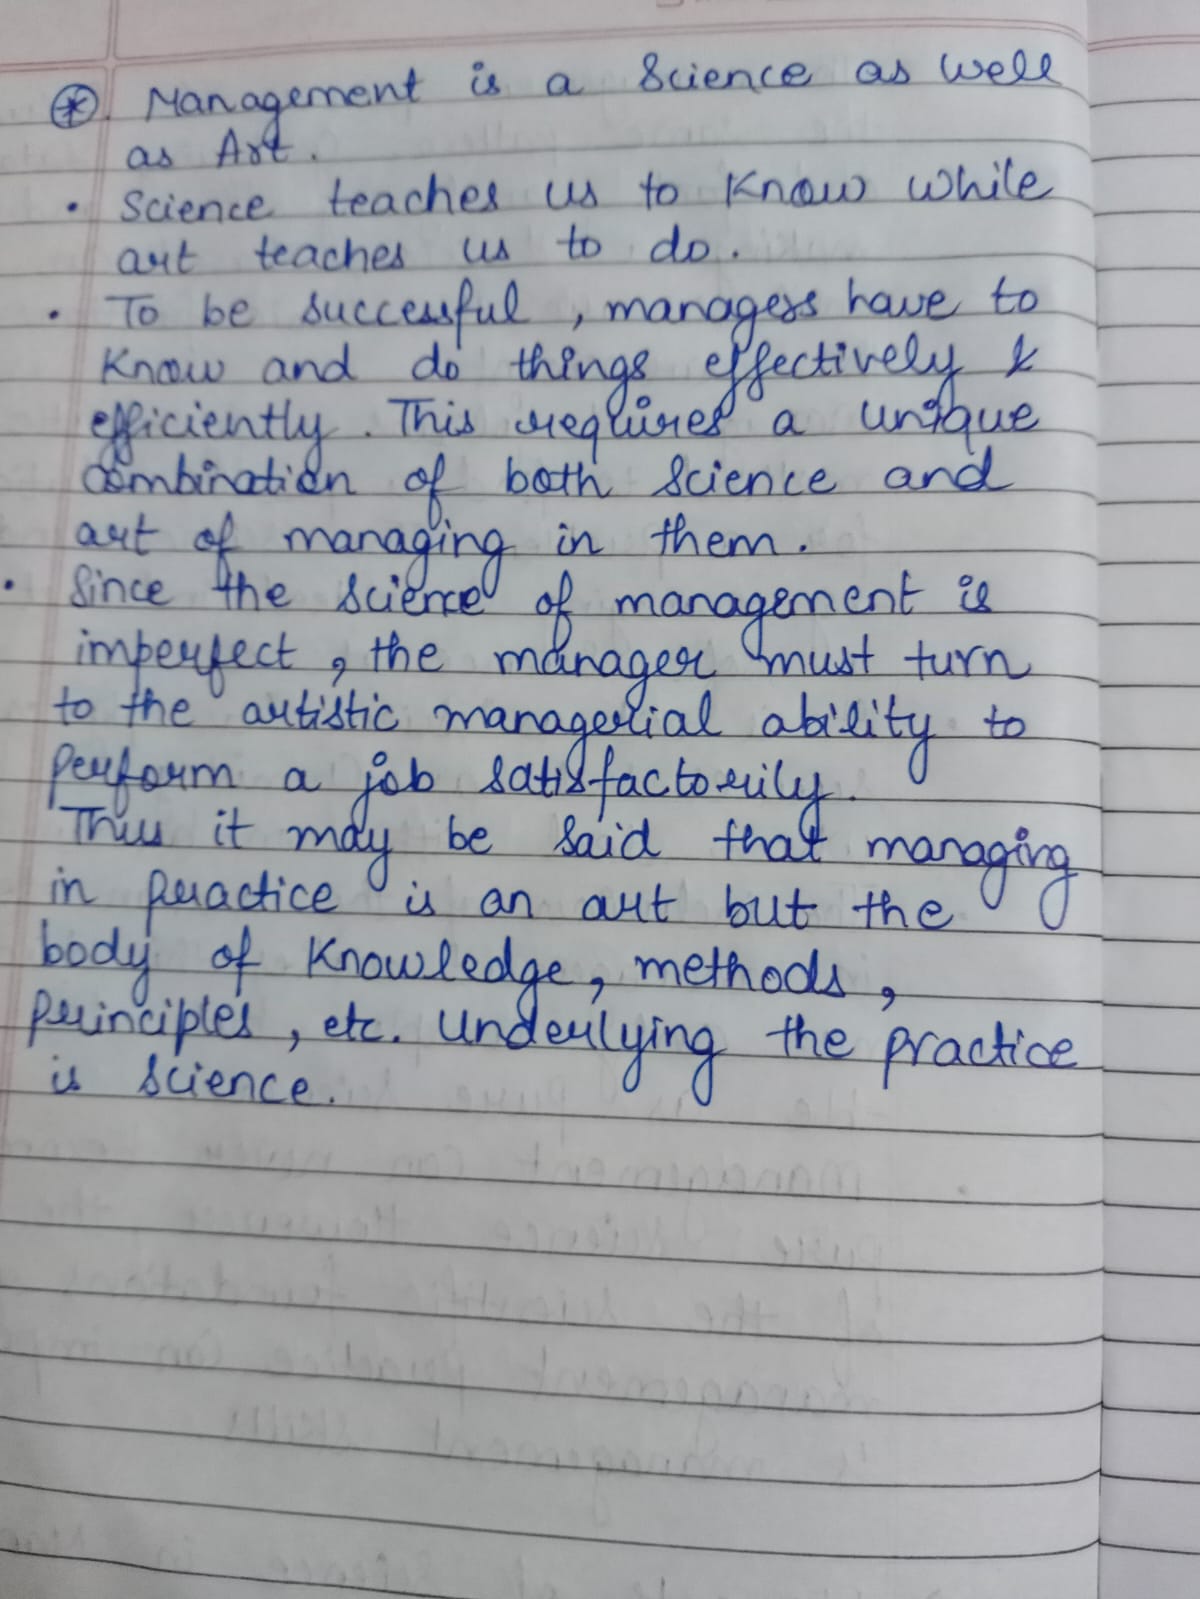 ⊛. Management is a Science as well
as Art.
• Science teaches us to know while
art teaches us to do.
• To be successful, managers have to
know and do things effectively &
efficiently. This requires a unique
combination of both science and
art of managing in them.
• Since the science of management is
imperfect, the manager must turn
to the artistic managerial ability to
perform a job satisfactorily.
Thus it may be said that managing
in practice is an art but the
body of knowledge, methods,
principles, etc. underlying the practice
is science.